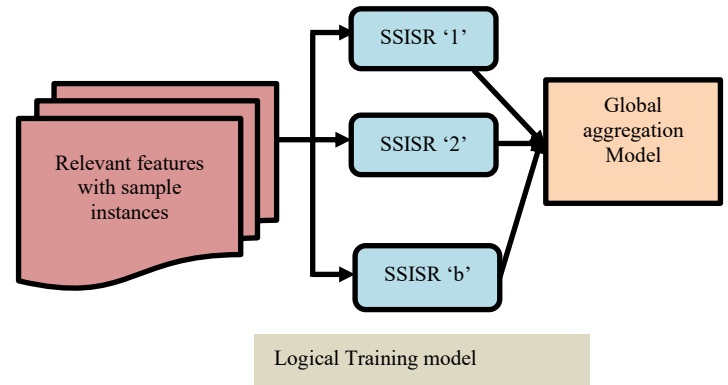 SSISR ‘1’
Relevant features
with sample
instances
SSISR ‘2’
SSISR ‘b’
Global
aggregation
Model
Logical Training model